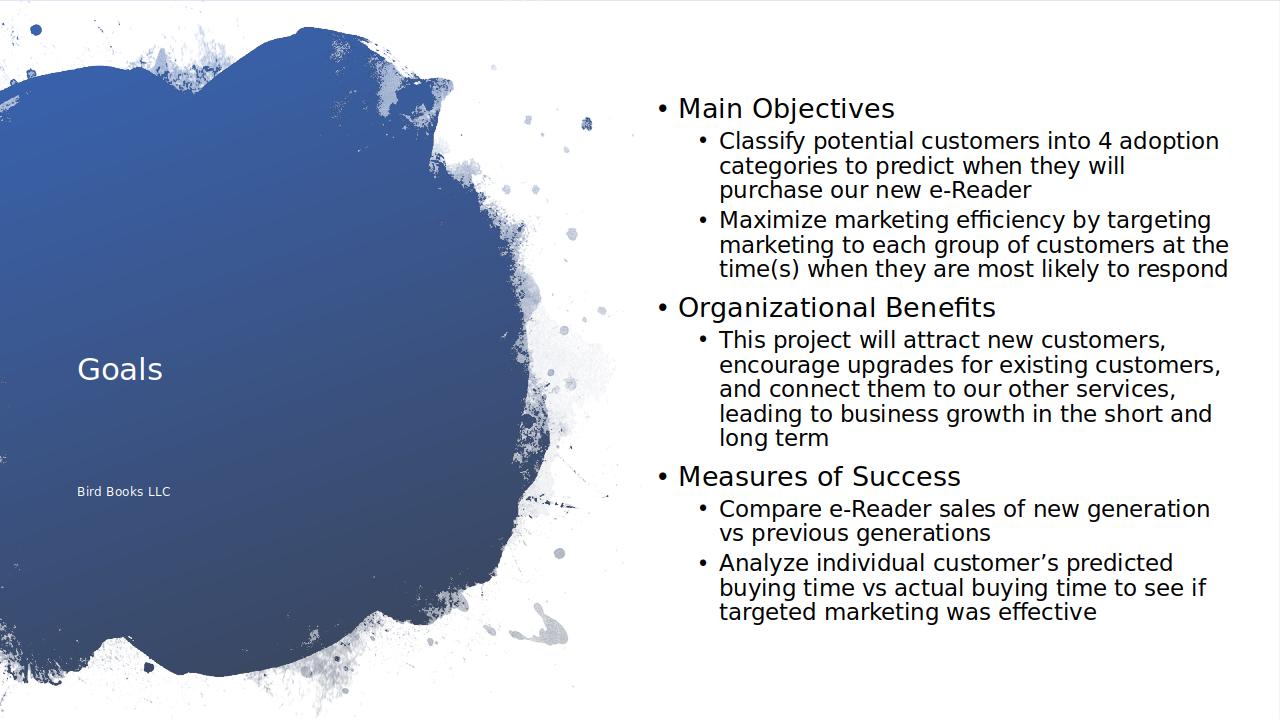 Goals
Bird Books LLC
• Main Objectives
• Classify potential customers into 4 adoption
categories to predict when they will
purchase our new e-Reader
• Maximize marketing efficiency by targeting
marketing to each group of customers at the
time(s) when they are most likely to respond
• Organizational Benefits
• This project will attract new customers,
encourage upgrades for existing customers,
and connect them to our other services,
leading to business growth in the short and
long term
• Measures of Success
• Compare e-Reader sales of new generation
vs previous generations
• Analyze individual customer’s predicted
buying time vs actual buying time to see if
targeted marketing was effective